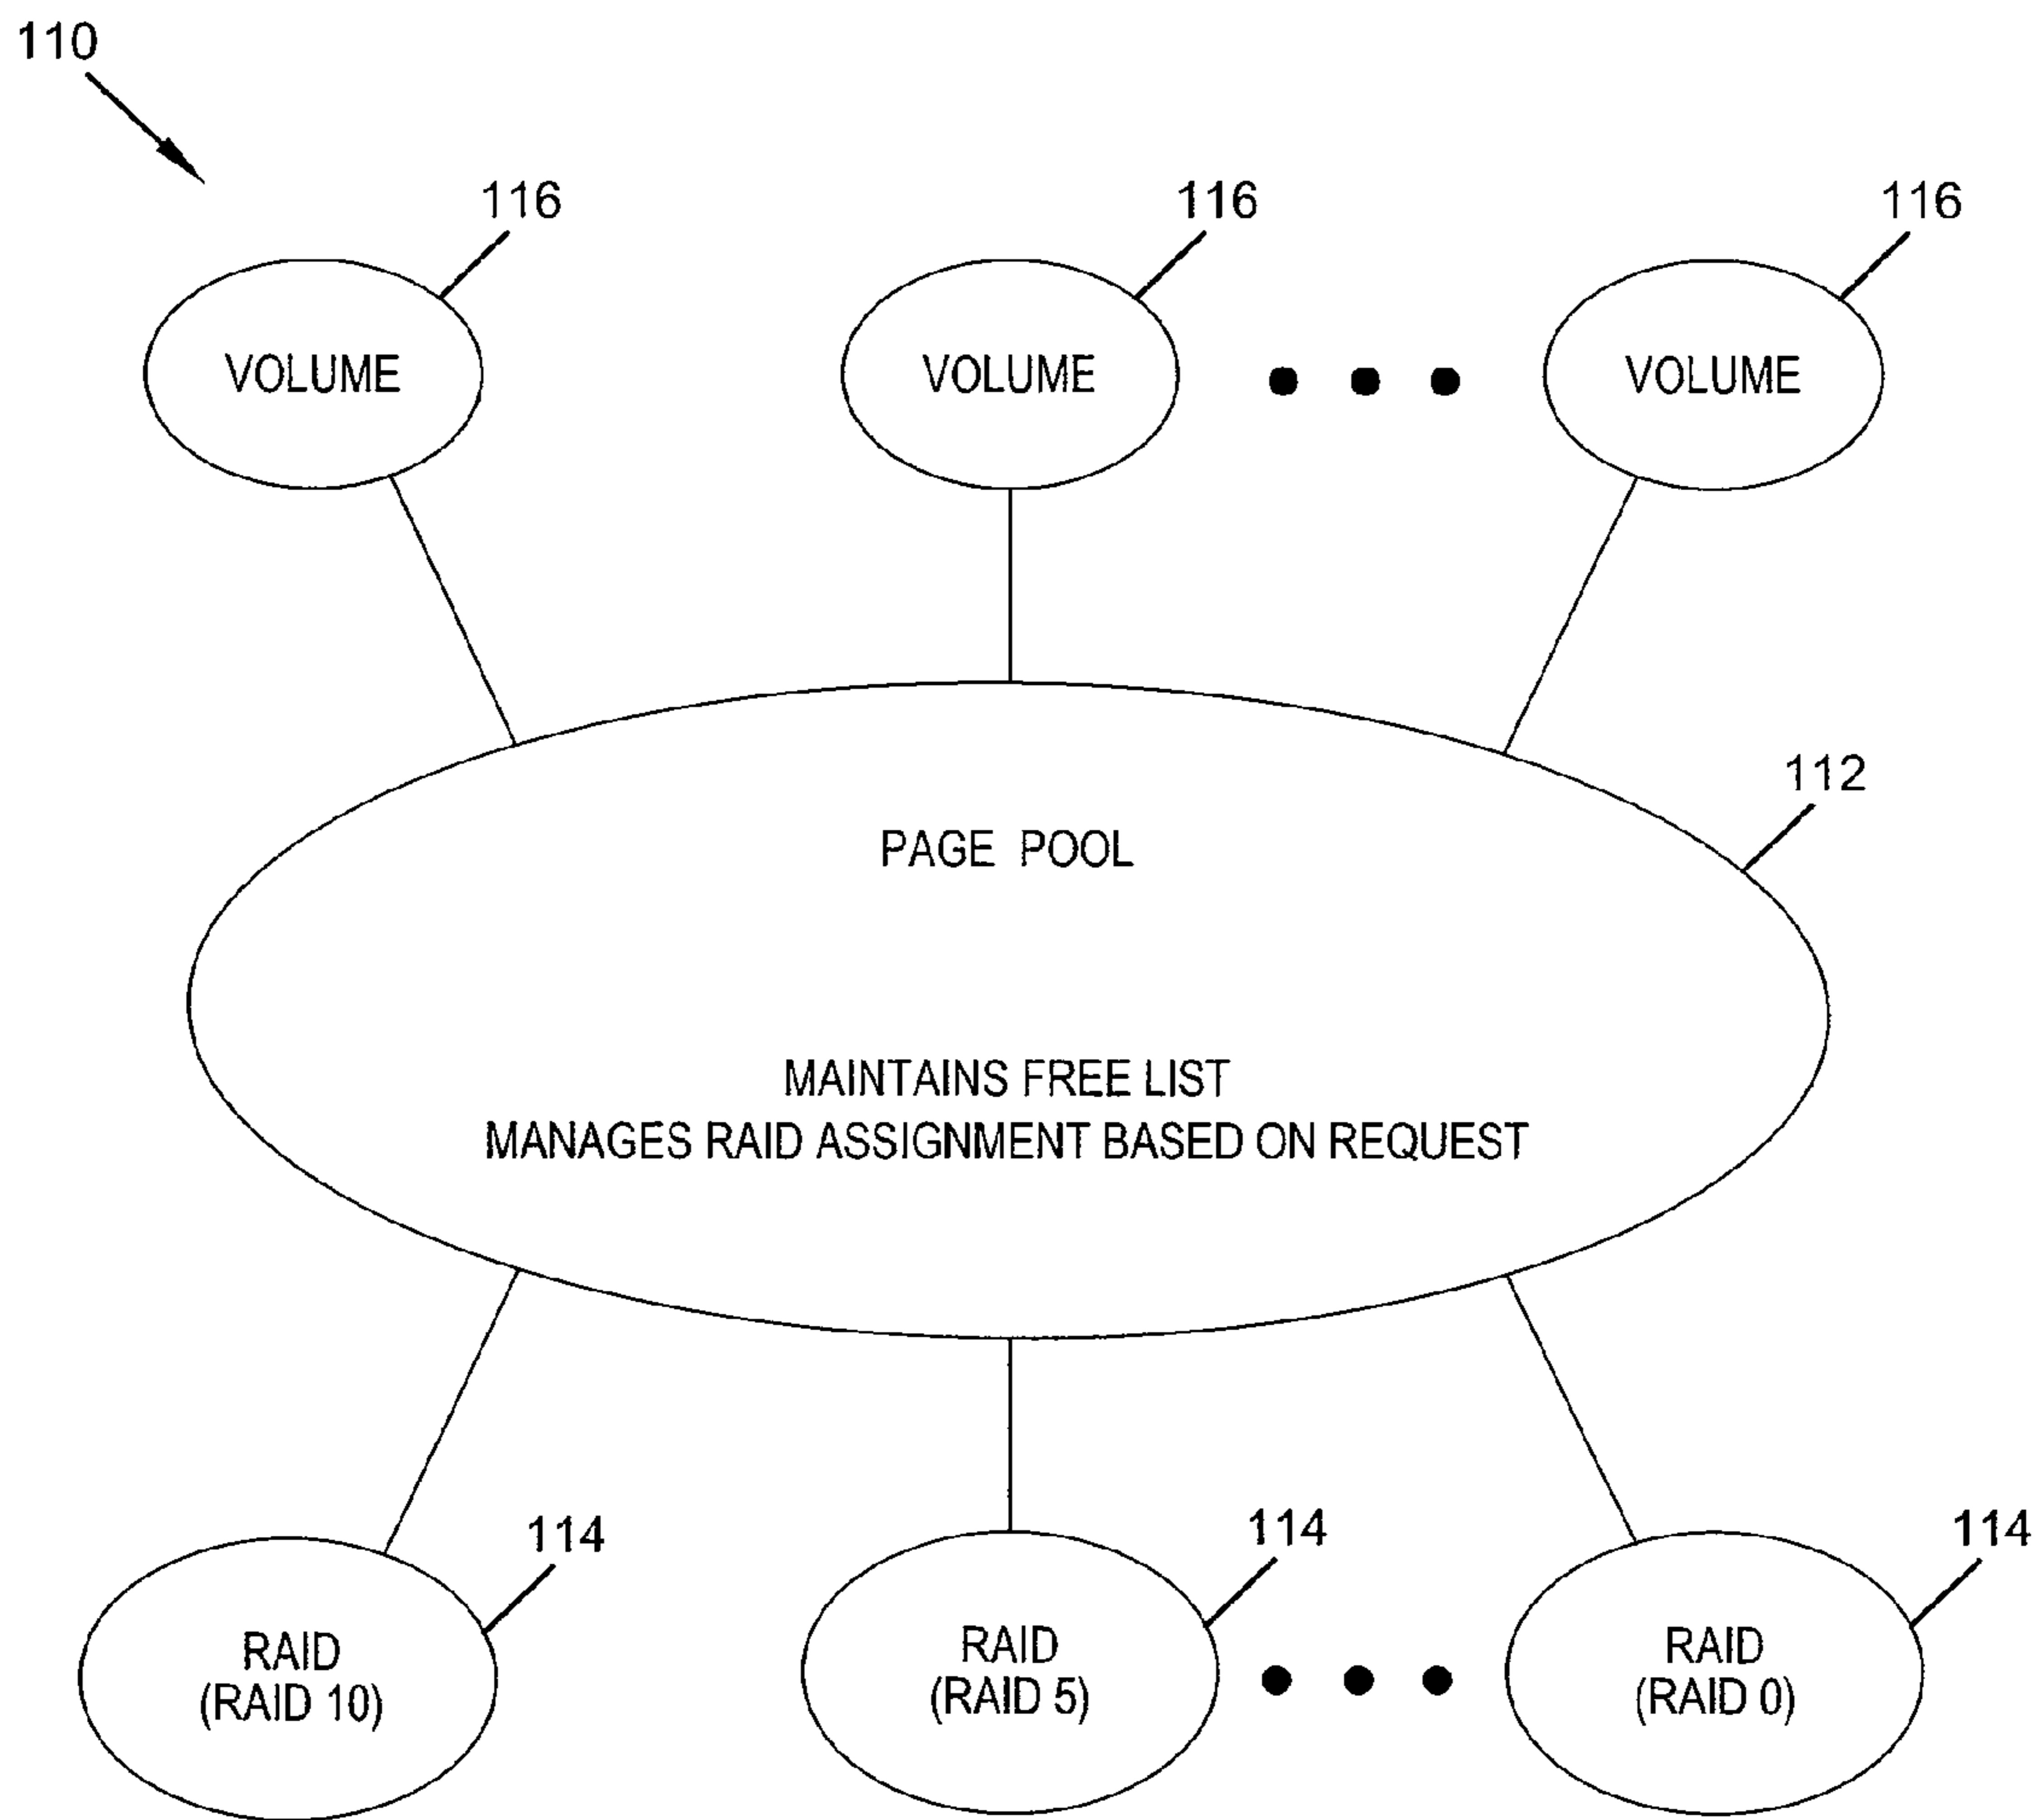 110
116
116
116
VOLUME
VOLUME
VOLUME
112
PAGE POOL
MAINTAINS FREE LIST
MANAGES RAID ASSIGNMENT BASED ON REQUEST
114
114
114
RAID
(RAID 10)
RAID
(RAID 5)
RAID
(RAID 0)